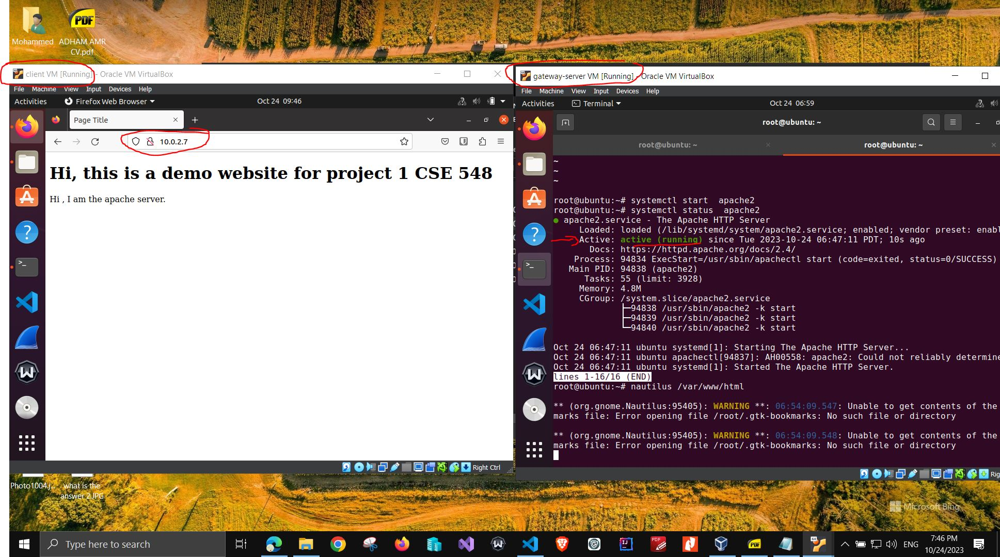 Mohammed
ADHAM AMR
CV.pdf
PDF
client VM [Running] - Oracle VM VirtualBox
File Machine View Input Devices Help
Activities
Firefox Web Browser
Oct 24 09:46
Page Title
10.0.2.7
Hi, this is a demo website for project 1 CSE 548
Hi , I am the apache server.
Right Ctrl
gateway-server VM [Running] - Oracle VM VirtualBox
File Machine View Input Devices Help
Activities
Terminal
Oct 24 06:59
root@ubuntu: ~
root@ubuntu: ~
root@ubuntu: ~
~
~
~
root@ubuntu:~# systemctl start  apache2
root@ubuntu:~# systemctl status  apache2
● apache2.service - The Apache HTTP Server
Loaded: loaded (/lib/systemd/system/apache2.service; enabled; vendor preset: enabl
Active: active (running) since Tue 2023-10-24 06:47:11 PDT; 10s ago
Docs: https://httpd.apache.org/docs/2.4/
Process: 94834 ExecStart=/usr/sbin/apachectl start (code=exited, status=0/SUCCESS)
Main PID: 94838 (apache2)
Tasks: 55 (limit: 3928)
Memory: 4.8M
CGroup: /system.slice/apache2.service
├─94838 /usr/sbin/apache2 -k start
├─94839 /usr/sbin/apache2 -k start
└─94840 /usr/sbin/apache2 -k start
Oct 24 06:47:11 ubuntu systemd[1]: Starting The Apache HTTP Server...
Oct 24 06:47:11 ubuntu apachectl[94837]: AH00558: apache2: Could not reliably determine
Oct 24 06:47:11 ubuntu systemd[1]: Started The Apache HTTP Server.
lines 1-16/16 (END)
root@ubuntu:~# nautilus /var/www/html
** (org.gnome.Nautilus:95405): WARNING **: 06:54:09.547: Unable to get contents of the
marks file: Error opening file /root/.gtk-bookmarks: No such file or directory
** (org.gnome.Nautilus:95405): WARNING **: 06:54:09.548: Unable to get contents of the
marks file: Error opening file /root/.gtk-bookmarks: No such file or directory
Rig
Photo1004.j...
what is the
answer 2.JPG
Microsoft Bing
Type here to search
ENG
7:46 PM
10/24/2023